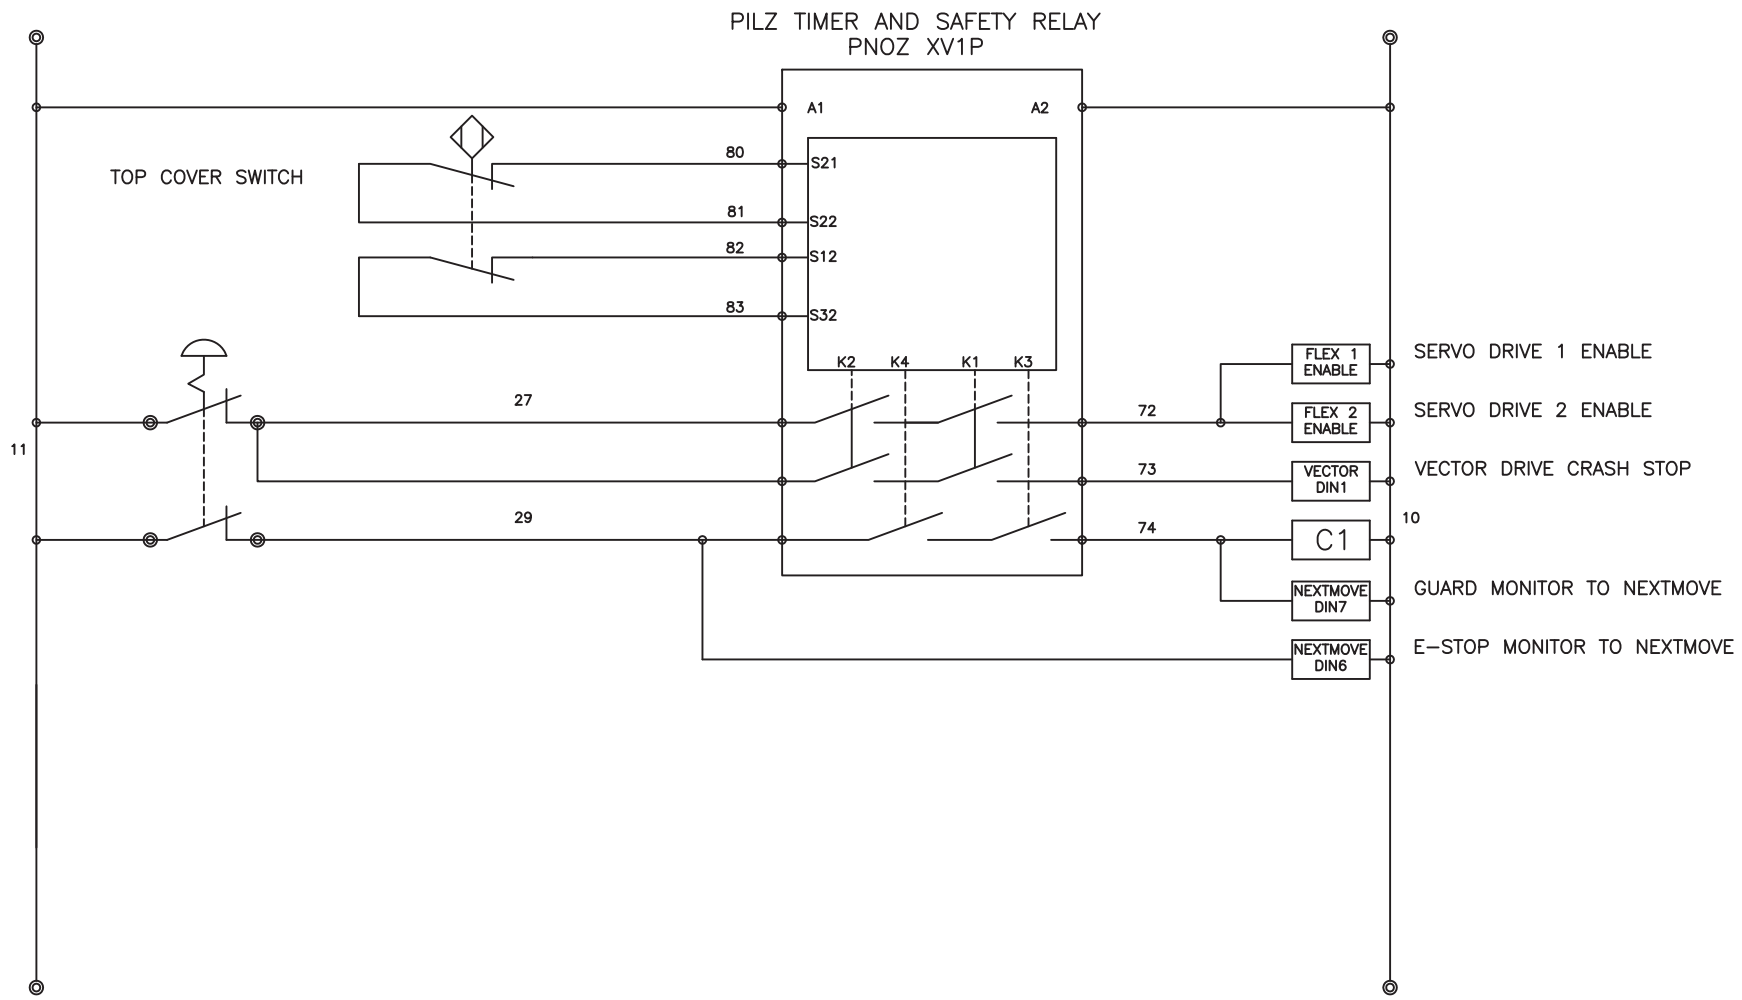 PILZ TIMER AND SAFETY RELAY
PNOZ XV1P
A1
A2
TOP COVER SWITCH
80
S21
81
S22
82
S12
83
S32
K2 K4 K1 K3
FLEX 1
ENABLE
SERVO DRIVE 1 ENABLE
27
72
FLEX 2
ENABLE
SERVO DRIVE 2 ENABLE
11
73
VECTOR
DIN1
VECTOR DRIVE CRASH STOP
29
74
C1
10
NEXTMOVE
DIN7
GUARD MONITOR TO NEXTMOVE
NEXTMOVE
DIN6
E-STOP MONITOR TO NEXTMOVE